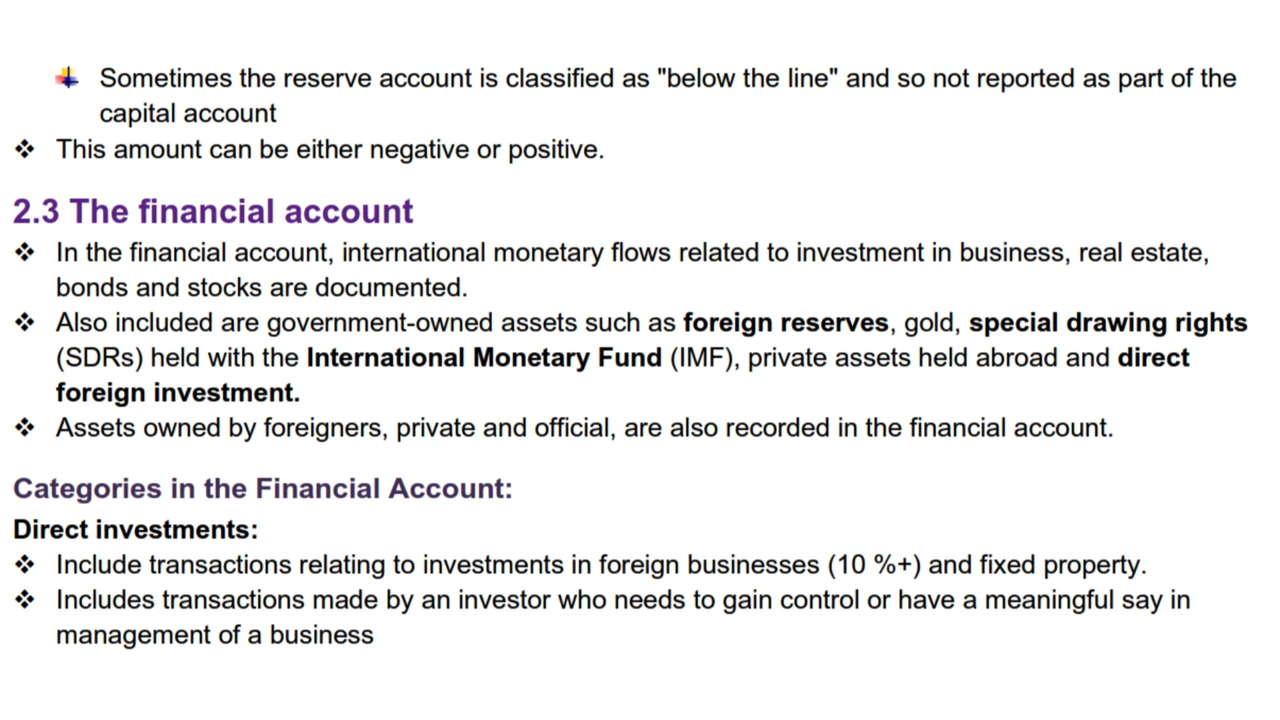 Sometimes the reserve account is classified as "below the line" and so not reported as part of the
capital account
❖ This amount can be either negative or positive.
2.3 The financial account
❖ In the financial account, international monetary flows related to investment in business, real estate,
bonds and stocks are documented.
❖ Also included are government-owned assets such as foreign reserves, gold, special drawing rights
(SDRs) held with the International Monetary Fund (IMF), private assets held abroad and direct
foreign investment.
❖ Assets owned by foreigners, private and official, are also recorded in the financial account.
Categories in the Financial Account:
Direct investments:
❖ Include transactions relating to investments in foreign businesses (10 %+) and fixed property.
❖ Includes transactions made by an investor who needs to gain control or have a meaningful say in
management of a business